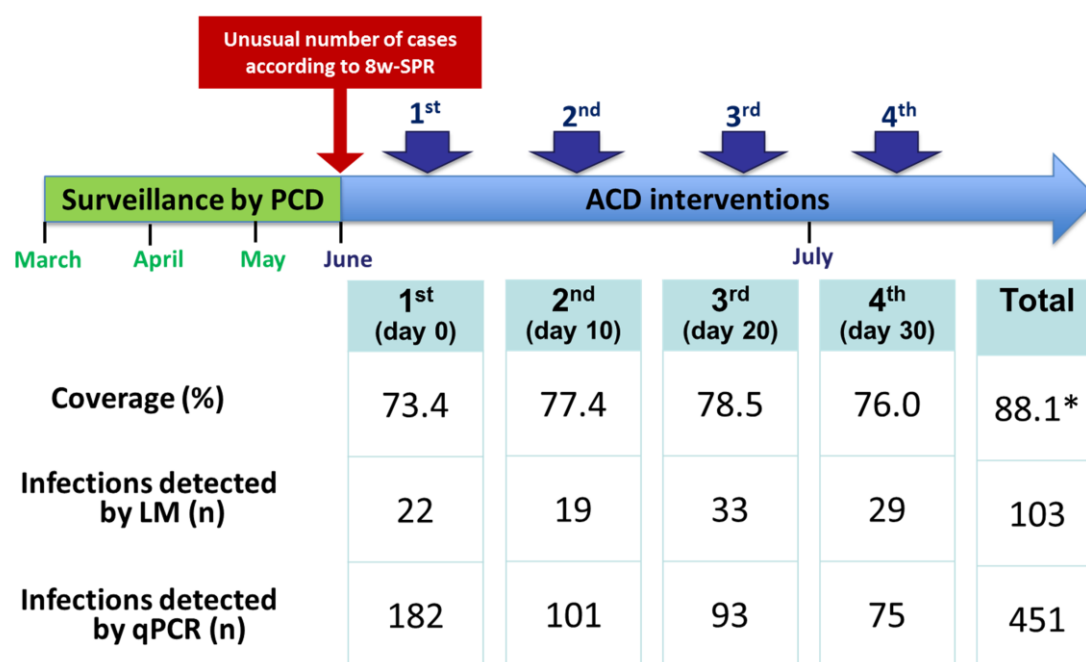 Unusual number of cases
according to 8w-SPR
1st
2nd
3rd
4th
Surveillance by PCD
ACD interventions
March
April
May
June
July
1st
(day 0)
2nd
(day 10)
3rd
(day 20)
4th
(day 30)
Total
Coverage (%)
73.4
77.4
78.5
76.0
88.1*
Infections detected
by LM (n)
22
19
33
29
103
Infections detected
by qPCR (n)
182
101
93
75
451